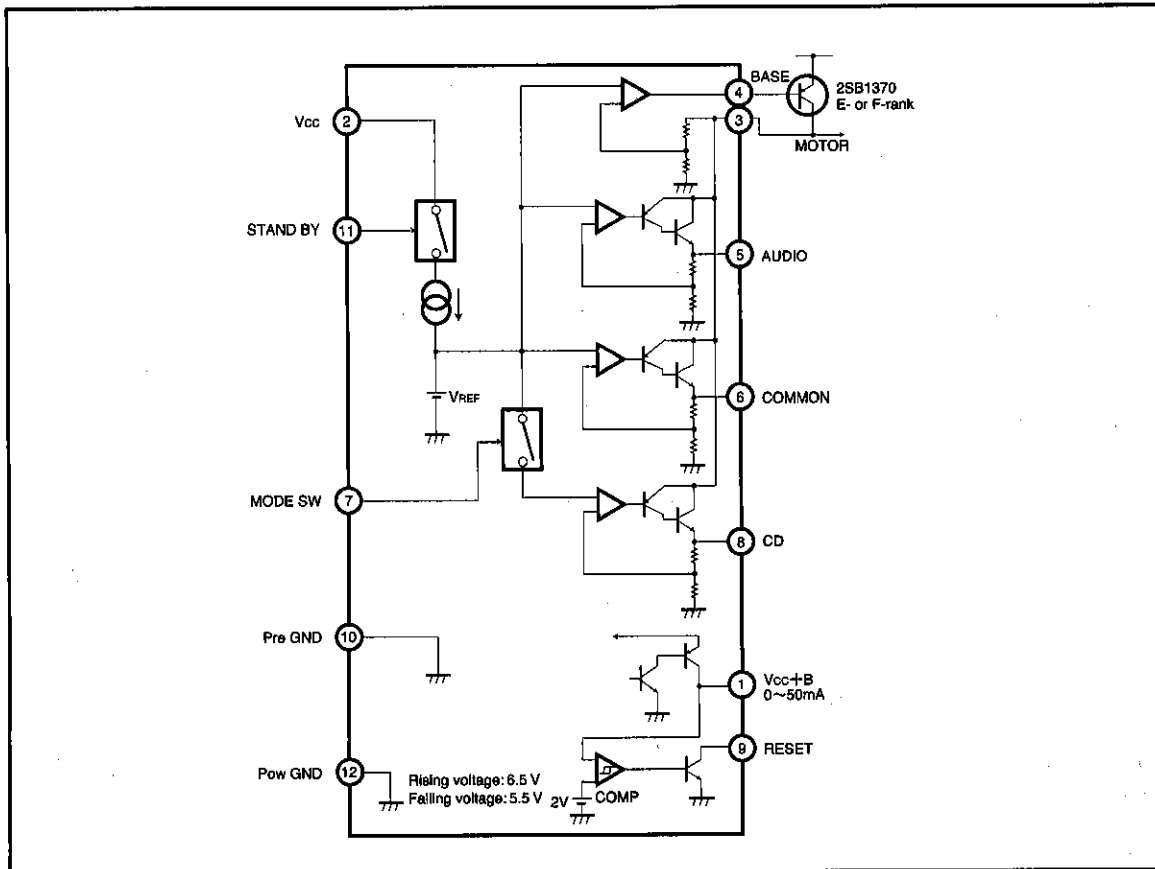 BASE
4
2SB1370
E- or F-rank
Vcc
2
3
MOTOR
STAND BY
11
5
AUDIO
VREF
6
COMMON
MODE SW
7
8
CD
Pre GND
10
1
Vcc+B
0~50mA
9
RESET
Pow GND
12
Rising voltage: 6.5 V
Falling voltage: 5.5 V
2V
COMP